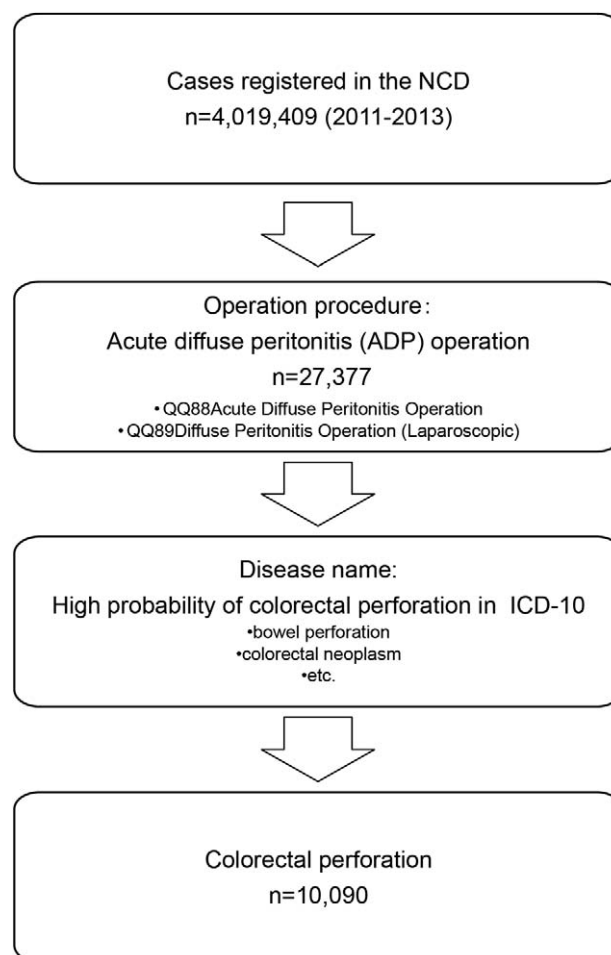 Cases registered in the NCD
n=4,019,409 (2011-2013)
Operation procedure:
Acute diffuse peritonitis (ADP) operation
n=27,377
•QQ88Acute Diffuse Peritonitis Operation
•QQ89Diffuse Peritonitis Operation (Laparoscopic)
Disease name:
High probability of colorectal perforation in ICD-10
•bowel perforation
•colorectal neoplasm
•etc.
Colorectal perforation
n=10,090